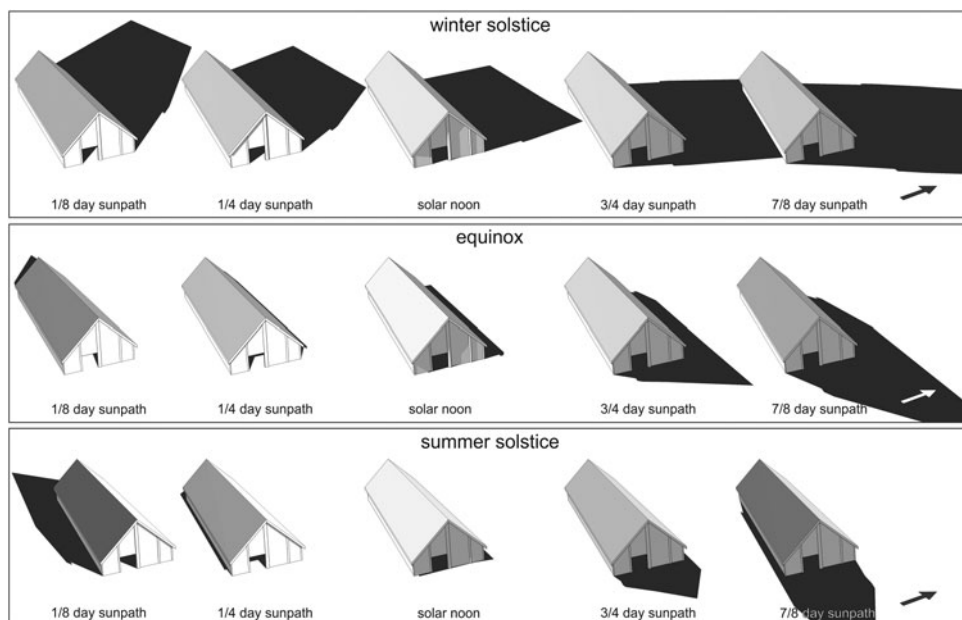 winter solstice
1/8 day sunpath 1/4 day sunpath solar noon 3/4 day sunpath 7/8 day sunpath
equinox
1/8 day sunpath 1/4 day sunpath solar noon 3/4 day sunpath 7/8 day sunpath
summer solstice
1/8 day sunpath 1/4 day sunpath solar noon 3/4 day sunpath 7/8 day sunpath